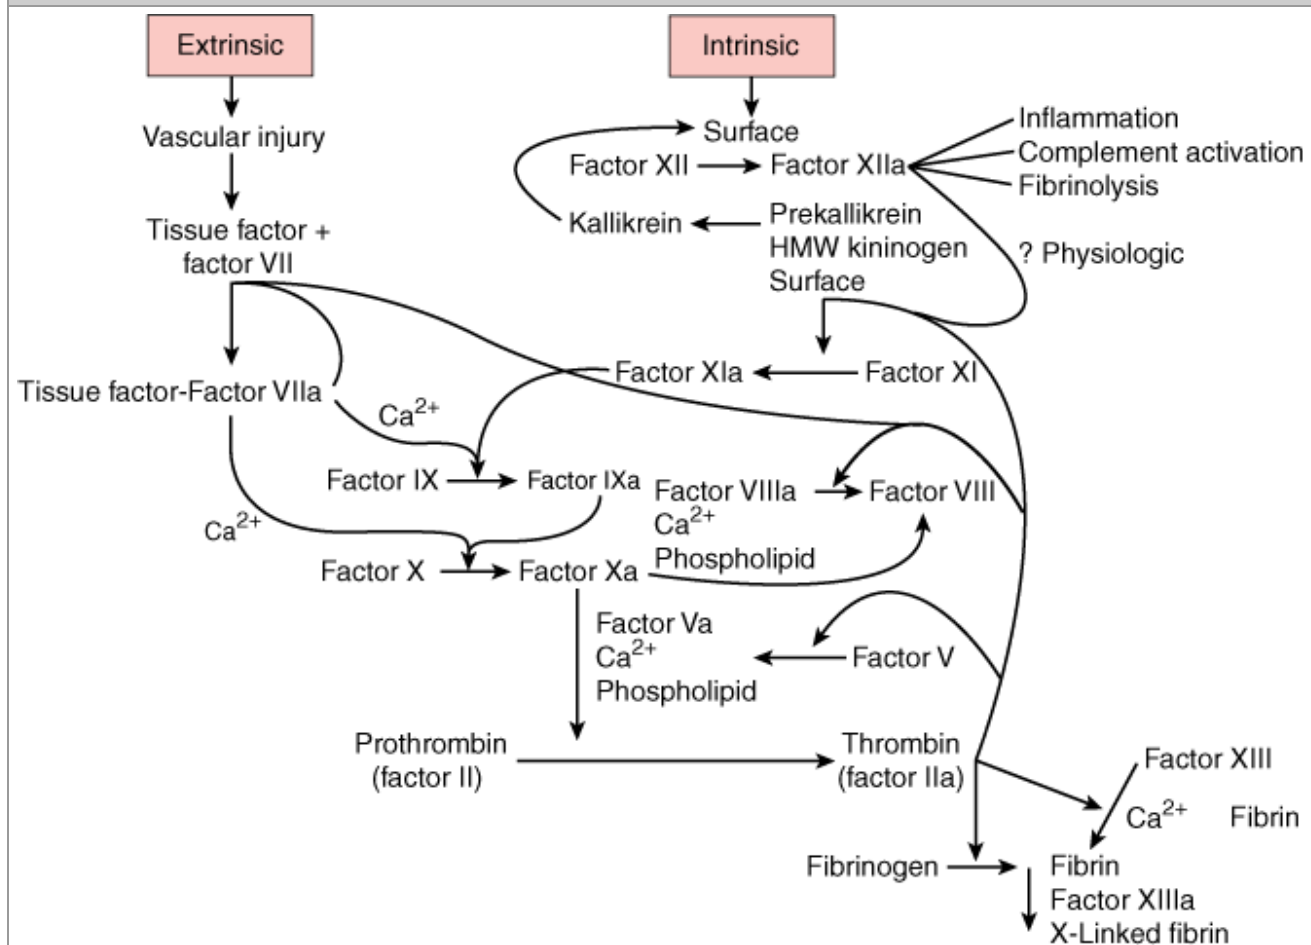 Extrinsic
Intrinsic
Vascular injury
Surface
Inflammation
Factor XII
Factor XIIa
Complement activation
Fibrinolysis
Tissue factor +
factor VII
Kallikrein
Prekallikrein
HMW kininogen
Surface
? Physiologic
Tissue factor-Factor VIIa
Factor XIa
Factor XI
Ca2+
Factor IX
Factor IXa
Factor VIIIa
Ca2+
Phospholipid
Factor VIII
Ca2+
Factor X
Factor Xa
Factor Va
Ca2+
Phospholipid
Factor V
Prothrombin
(factor II)
Thrombin
(factor IIa)
Factor XIII
Ca2+
Fibrin
Fibrinogen
Fibrin
Factor XIIIa
X-Linked fibrin